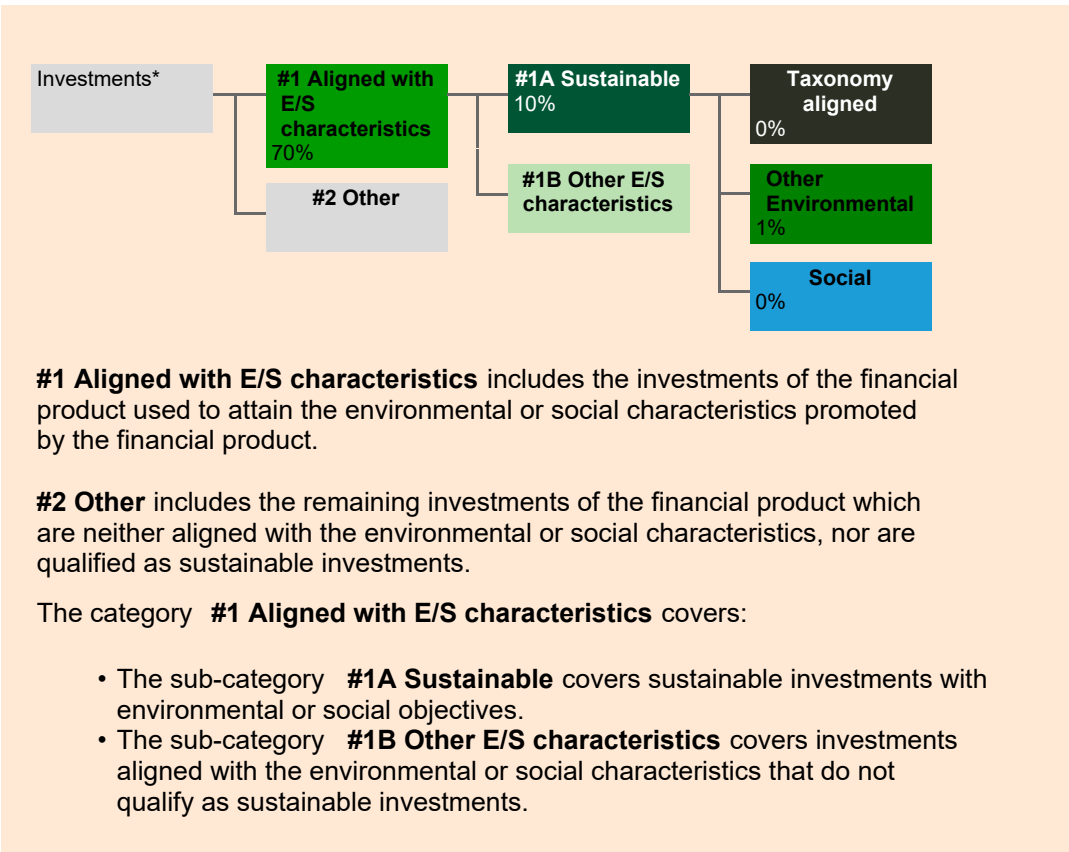 Investments*
#1 Aligned with
E/S
characteristics
70%
#2 Other
#1A Sustainable
10%
#1B Other E/S
characteristics
Taxonomy
aligned
0%
Other
Environmental
1%
Social
0%
#1 Aligned with E/S characteristics includes the investments of the financial
product used to attain the environmental or social characteristics promoted
by the financial product.
#2 Other includes the remaining investments of the financial product which
are neither aligned with the environmental or social characteristics, nor are
qualified as sustainable investments.
The category #1 Aligned with E/S characteristics covers:
• The sub-category #1A Sustainable covers sustainable investments with
environmental or social objectives.
• The sub-category #1B Other E/S characteristics covers investments
aligned with the environmental or social characteristics that do not
qualify as sustainable investments.